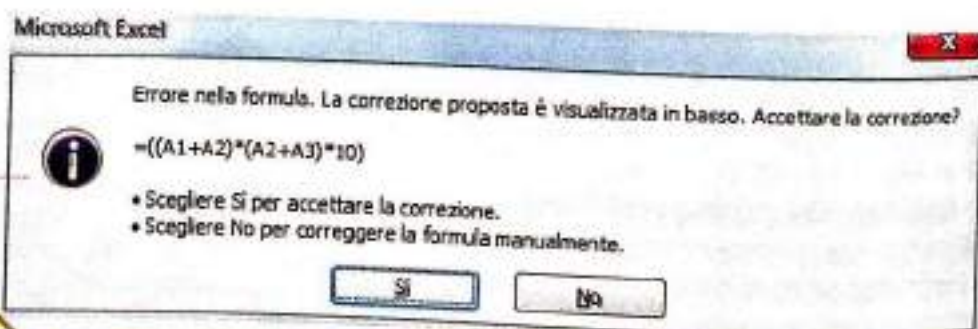 Microsoft Excel
X
Errore nella formula. La correzione proposta è visualizzata in basso. Accettare la correzione?
=((A1+A2)*(A2+A3)*10)
• Scegliere Sì per accettare la correzione.
• Scegliere No per correggere la formula manualmente.
Sì
No